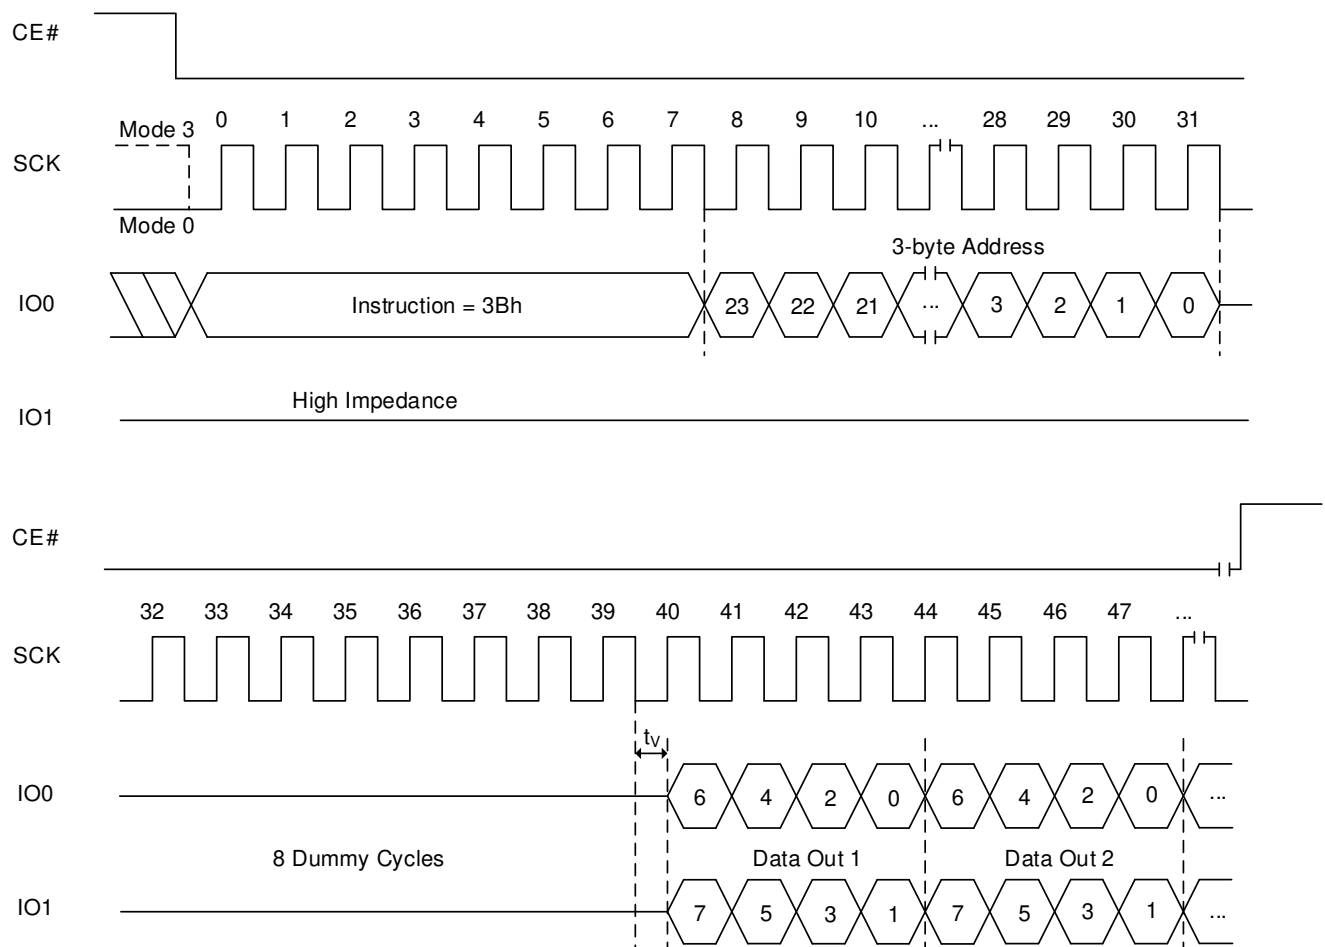 CE#
Mode 3 0 1 2 3 4 5 6 7 8 9 10 ... 28 29 30 31
SCK
Mode 0
3-byte Address
IO0 Instruction = 3Bh 23 22 21 ... 3 2 1 0
High Impedance
IO1
CE#
32 33 34 35 36 37 38 39 40 41 42 43 44 45 46 47 ...
SCK
tV
IO0 6 4 2 0 6 4 2 0 ...
8 Dummy Cycles Data Out 1 Data Out 2
IO1 7 5 3 1 7 5 3 1 ...